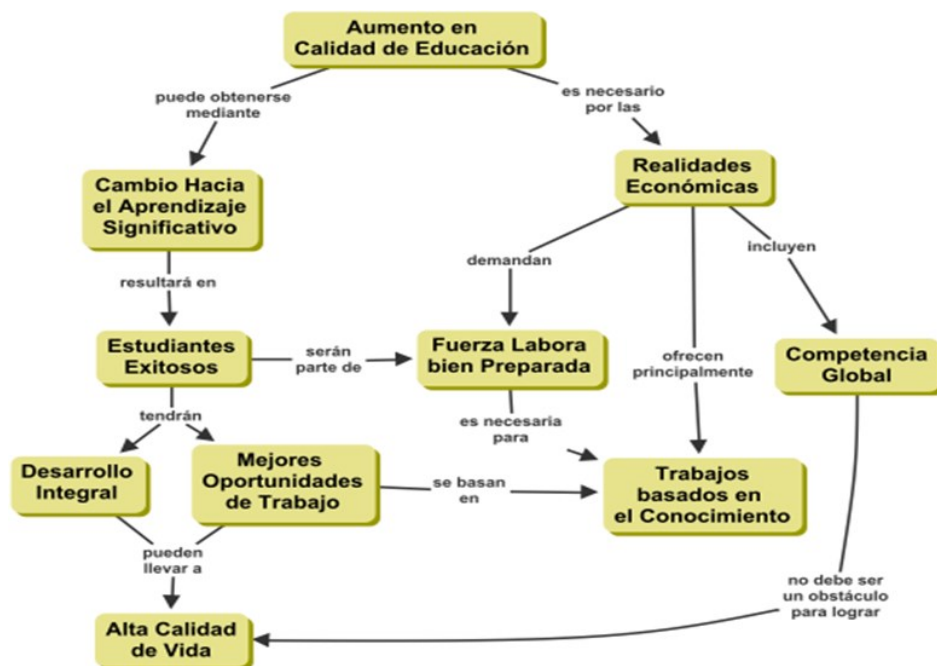 Aumento en
Calidad de Educación
puede obtenerse
mediante
es necesario
por las
Cambio Hacia
el Aprendizaje
Significativo
Realidades
Económicas
resultará en
demandan
incluyen
Estudiantes
Exitosos
serán
parte de
Fuerza Labora
bien Preparada
ofrecen
principalmente
Competencia
Global
tendrán
es necesaria
para
Desarrollo
Integral
Mejores
Oportunidades
de Trabajo
se basan
en
Trabajos
basados en
el Conocimiento
pueden
llevar a
no debe ser
un obstáculo
para lograr
Alta Calidad
de Vida